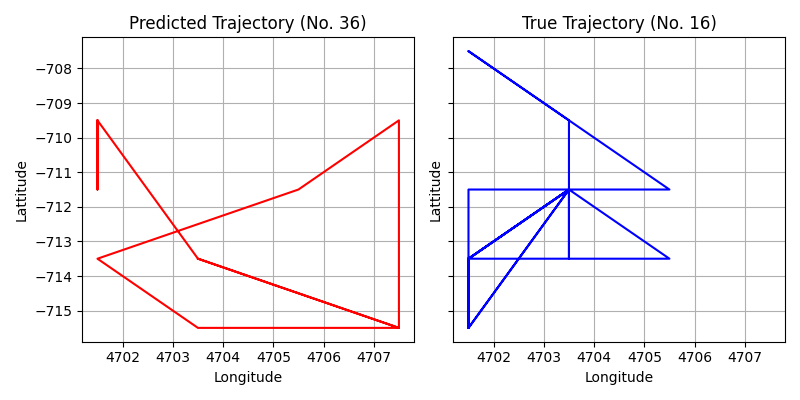 Predicted Trajectory (No. 36)
True Trajectory (No. 16)
Lattitude
−708
−709
−710
−711
−712
−713
−714
−715
4702 4703 4704 4705 4706 4707
Longitude
Lattitude
4702 4703 4704 4705 4706 4707
Longitude